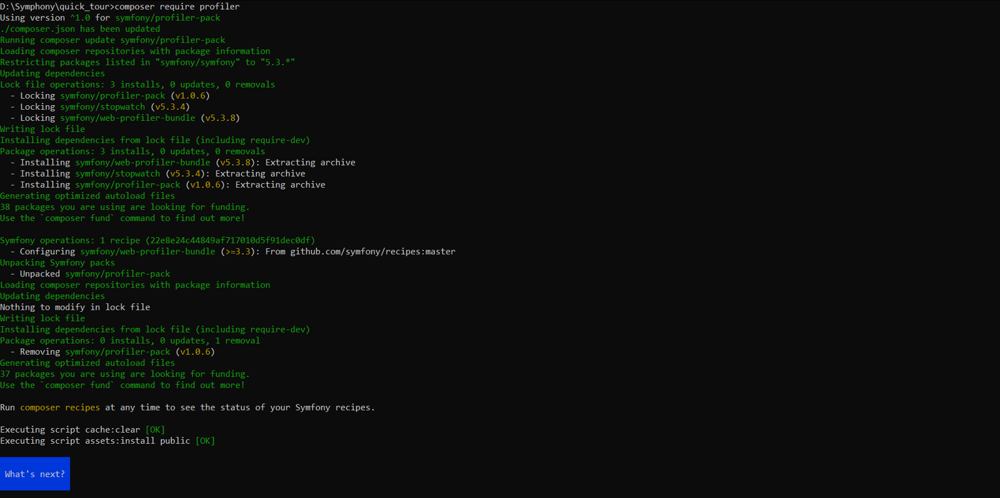 D:\Symphony\quick_tour>composer require profiler
Using version ^1.0 for symfony/profiler-pack
./composer.json has been updated
Running composer update symfony/profiler-pack
Loading composer repositories with package information
Restricting packages listed in "symfony/symfony" to "5.3.*"
Updating dependencies
Lock file operations: 3 installs, 0 updates, 0 removals
  - Locking symfony/profiler-pack (v1.0.6)
  - Locking symfony/stopwatch (v5.3.4)
  - Locking symfony/web-profiler-bundle (v5.3.8)
Writing lock file
Installing dependencies from lock file (including require-dev)
Package operations: 3 installs, 0 updates, 0 removals
  - Installing symfony/web-profiler-bundle (v5.3.8): Extracting archive
  - Installing symfony/stopwatch (v5.3.4): Extracting archive
  - Installing symfony/profiler-pack (v1.0.6): Extracting archive
Generating optimized autoload files
38 packages you are using are looking for funding.
Use the `composer fund` command to find out more!

Symfony operations: 1 recipe (22e8e24c44849af717010d5f91dec0df)
  - Configuring symfony/web-profiler-bundle (>=3.3): From github.com/symfony/recipes:master
Unpacking Symfony packs
  - Unpacked symfony/profiler-pack
Loading composer repositories with package information
Updating dependencies
Nothing to modify in lock file
Writing lock file
Installing dependencies from lock file (including require-dev)
Package operations: 0 installs, 0 updates, 1 removal
  - Removing symfony/profiler-pack (v1.0.6)
Generating optimized autoload files
37 packages you are using are looking for funding.
Use the `composer fund` command to find out more!

Run composer recipes at any time to see the status of your Symfony recipes.

Executing script cache:clear [OK]
Executing script assets:install public [OK]

What's next?